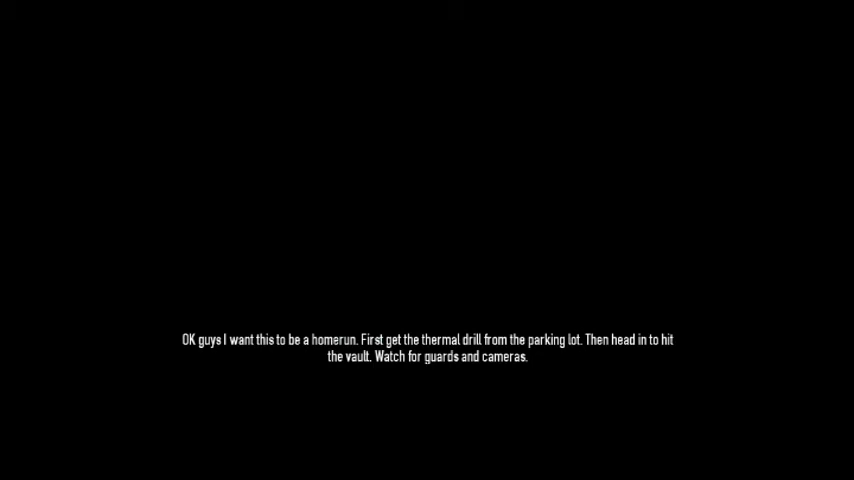 OK guys I want this to be a homerun. First get the thermal drill from the parking lot. Then head in to hit
the vault. Watch for guards and cameras.